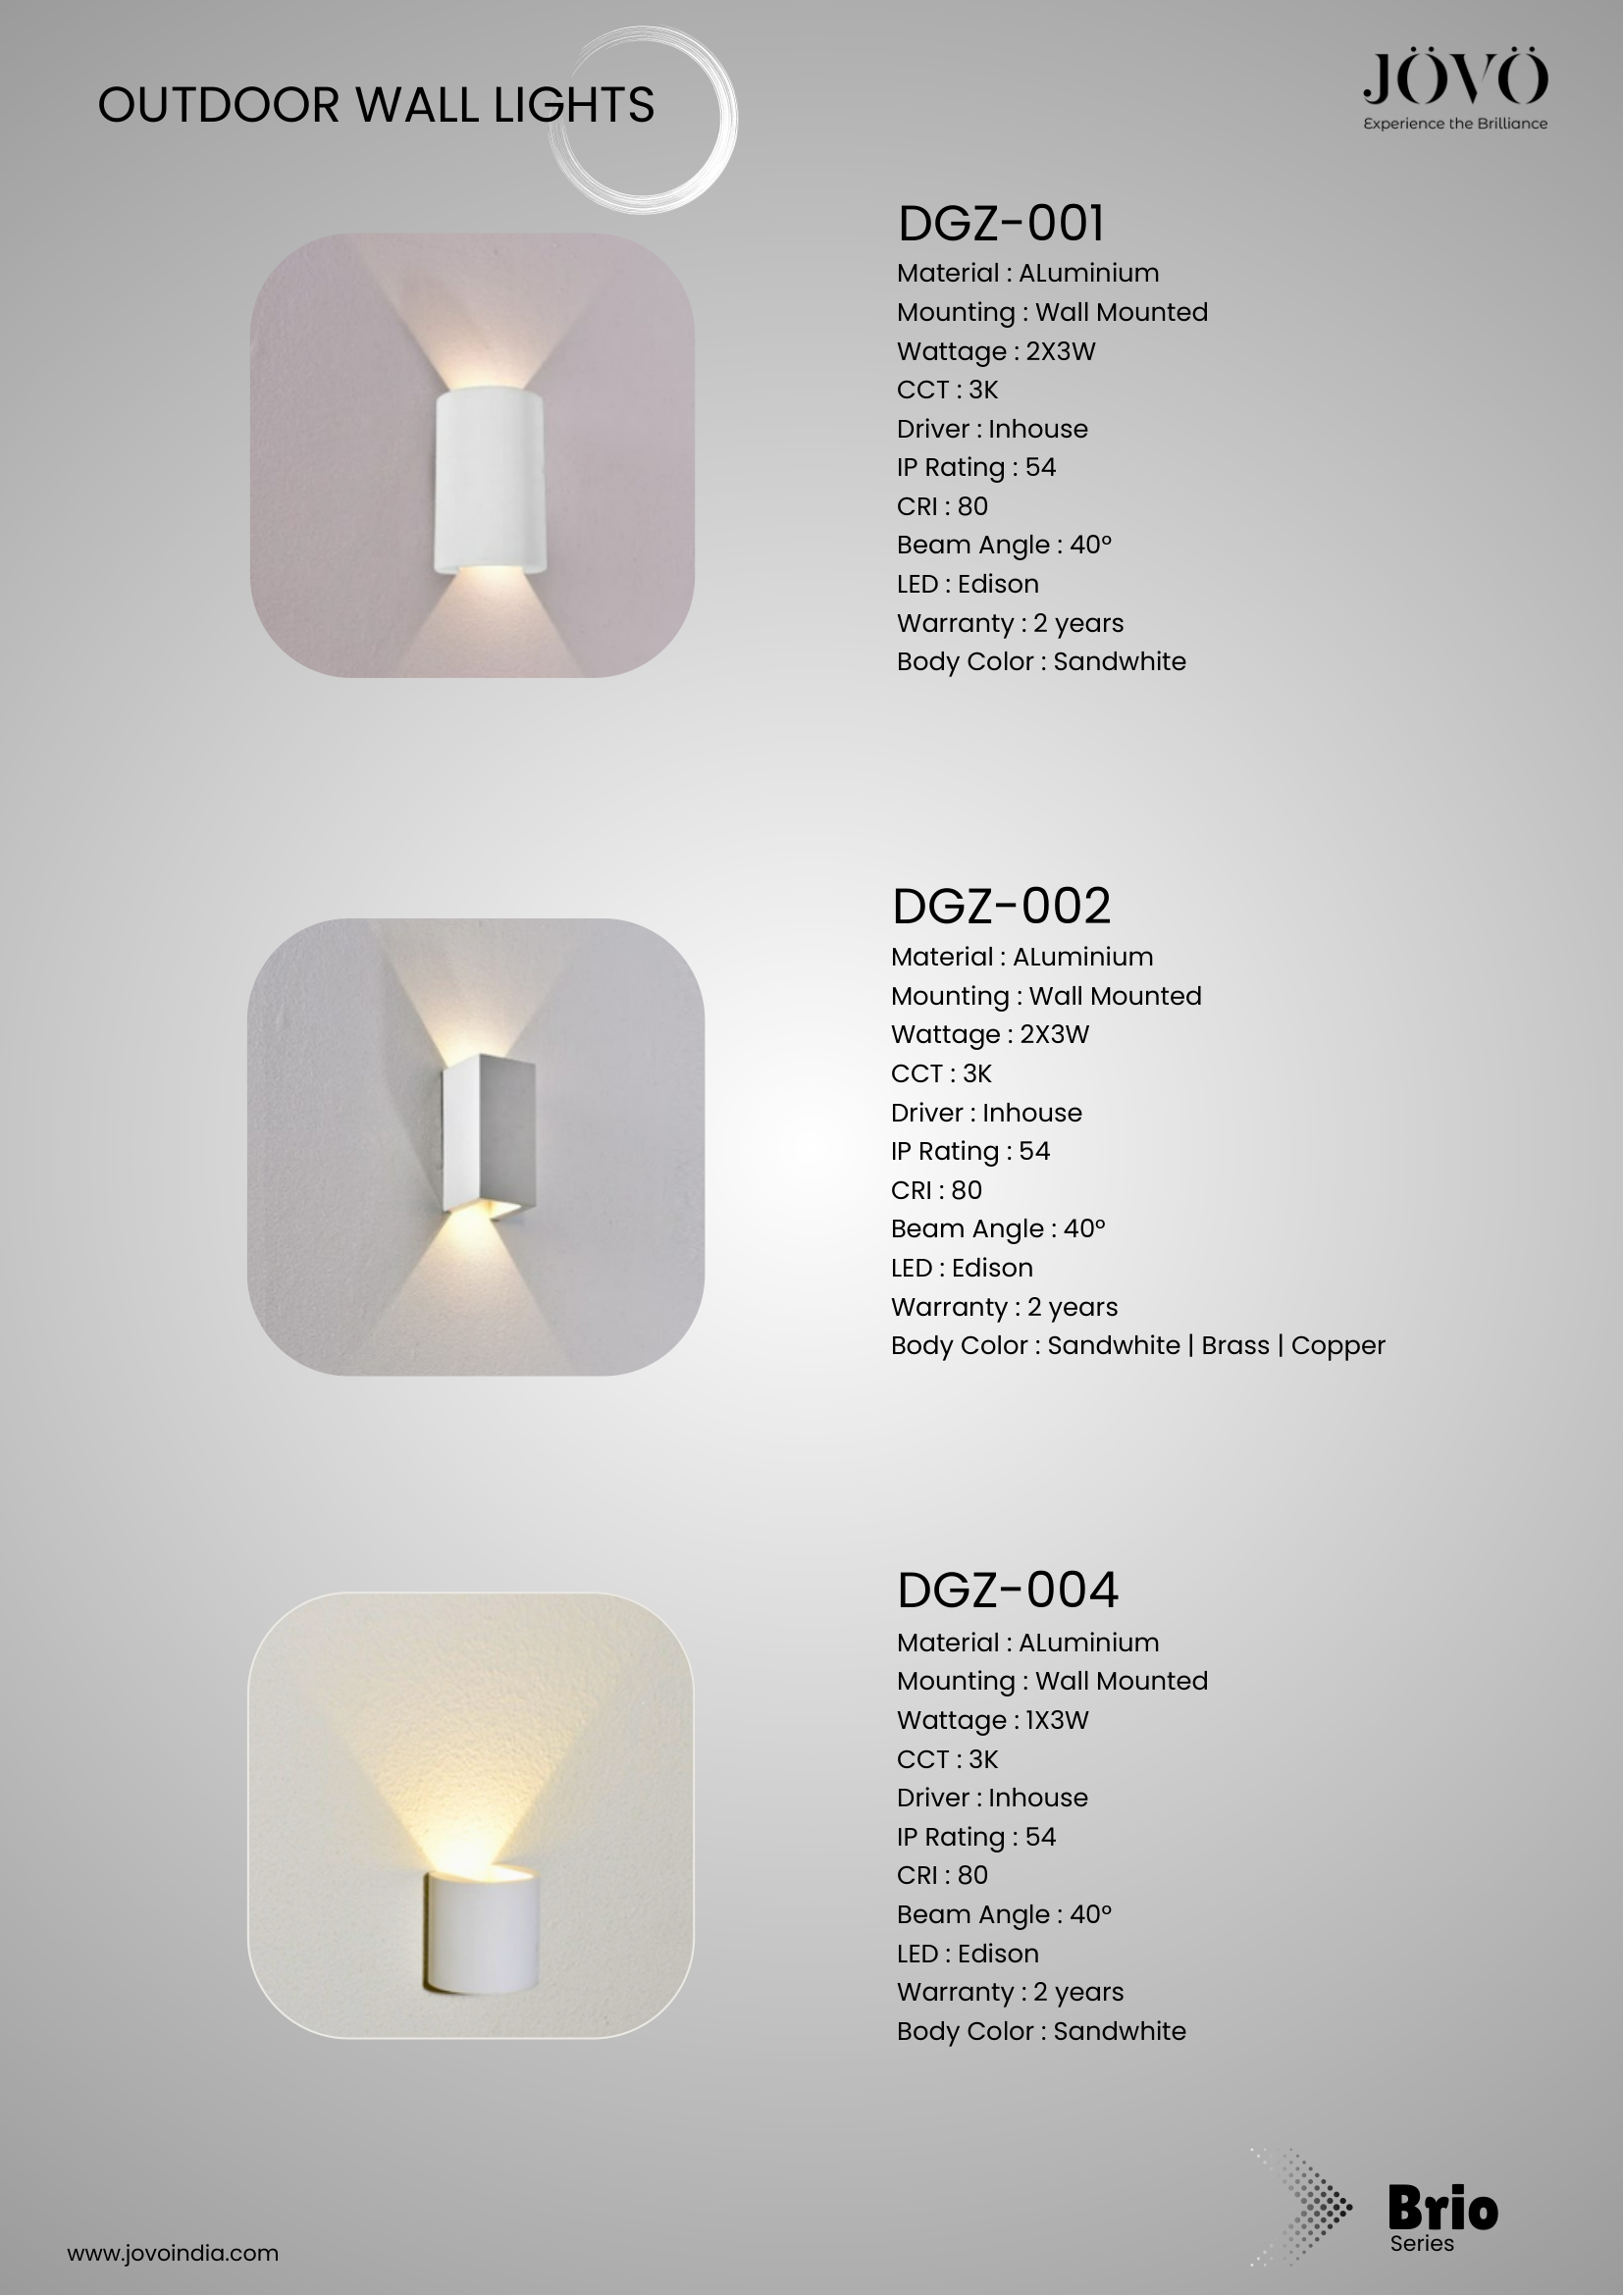 OUTDOOR WALL LIGHTS
JÖVÖ
Experience the Brilliance
DGZ-001
Material : ALuminium
Mounting : Wall Mounted
Wattage : 2X3W
CCT : 3K
Driver : Inhouse
IP Rating : 54
CRI : 80
Beam Angle : 40°
LED : Edison
Warranty : 2 years
Body Color : Sandwhite
DGZ-002
Material : ALuminium
Mounting : Wall Mounted
Wattage : 2X3W
CCT : 3K
Driver : Inhouse
IP Rating : 54
CRI : 80
Beam Angle : 40°
LED : Edison
Warranty : 2 years
Body Color : Sandwhite | Brass | Copper
DGZ-004
Material : ALuminium
Mounting : Wall Mounted
Wattage : 1X3W
CCT : 3K
Driver : Inhouse
IP Rating : 54
CRI : 80
Beam Angle : 40°
LED : Edison
Warranty : 2 years
Body Color : Sandwhite
Brio
Series
www.jovoindia.com